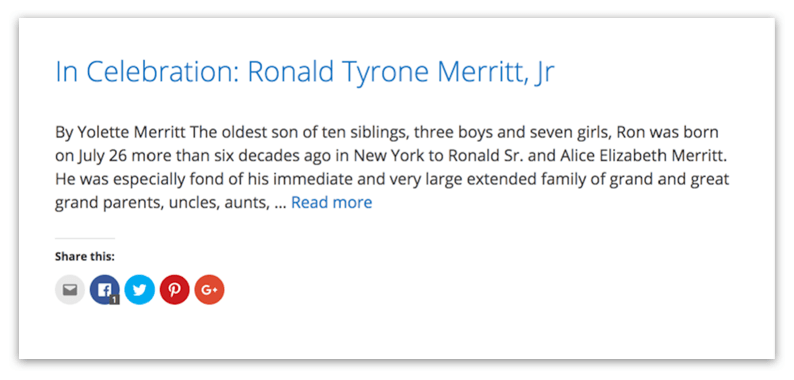 In Celebration: Ronald Tyrone Merritt, Jr
By Yolette Merritt The oldest son of ten siblings, three boys and seven girls, Ron was born
on July 26 more than six decades ago in New York to Ronald Sr. and Alice Elizabeth Merritt.
He was especially fond of his immediate and very large extended family of grand and great
grand parents, uncles, aunts, ... Read more
Share this:
1
G+